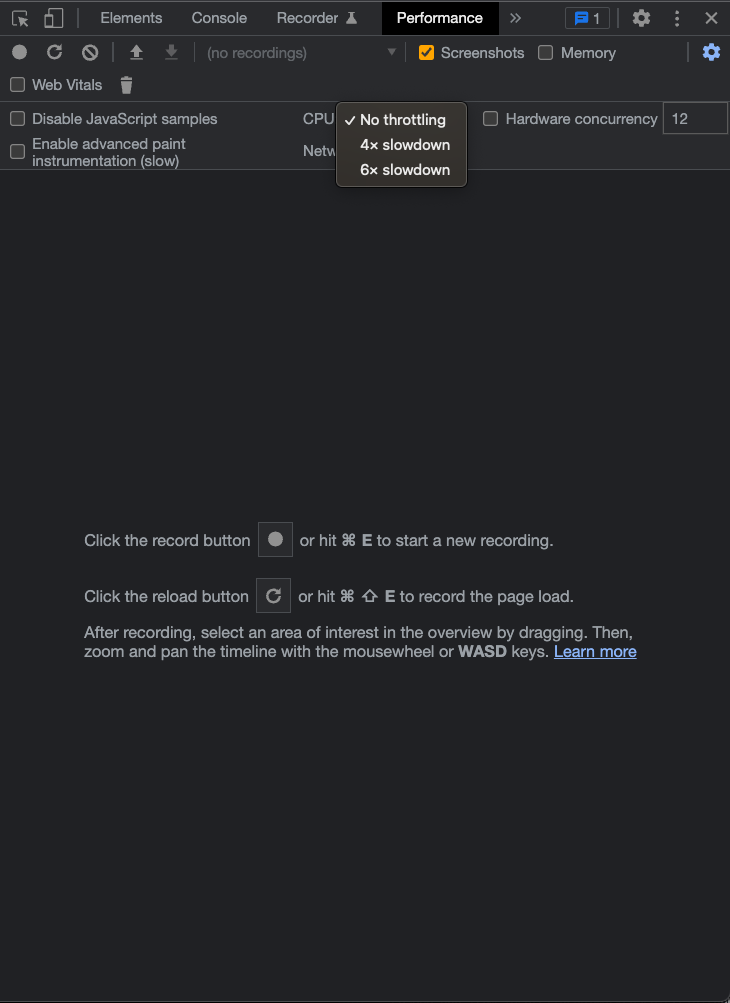 Elements Console Recorder Performance » 1
(no recordings) Screenshots Memory
Web Vitals
Disable JavaScript samples CPU ✓ No throttling Hardware concurrency 12
4× slowdown
Enable advanced paint
instrumentation (slow) Netw
6× slowdown
Click the record button or hit ⌘ E to start a new recording.
Click the reload button or hit ⌘ ⇧ E to record the page load.
After recording, select an area of interest in the overview by dragging. Then,
zoom and pan the timeline with the mousewheel or WASD keys. Learn more